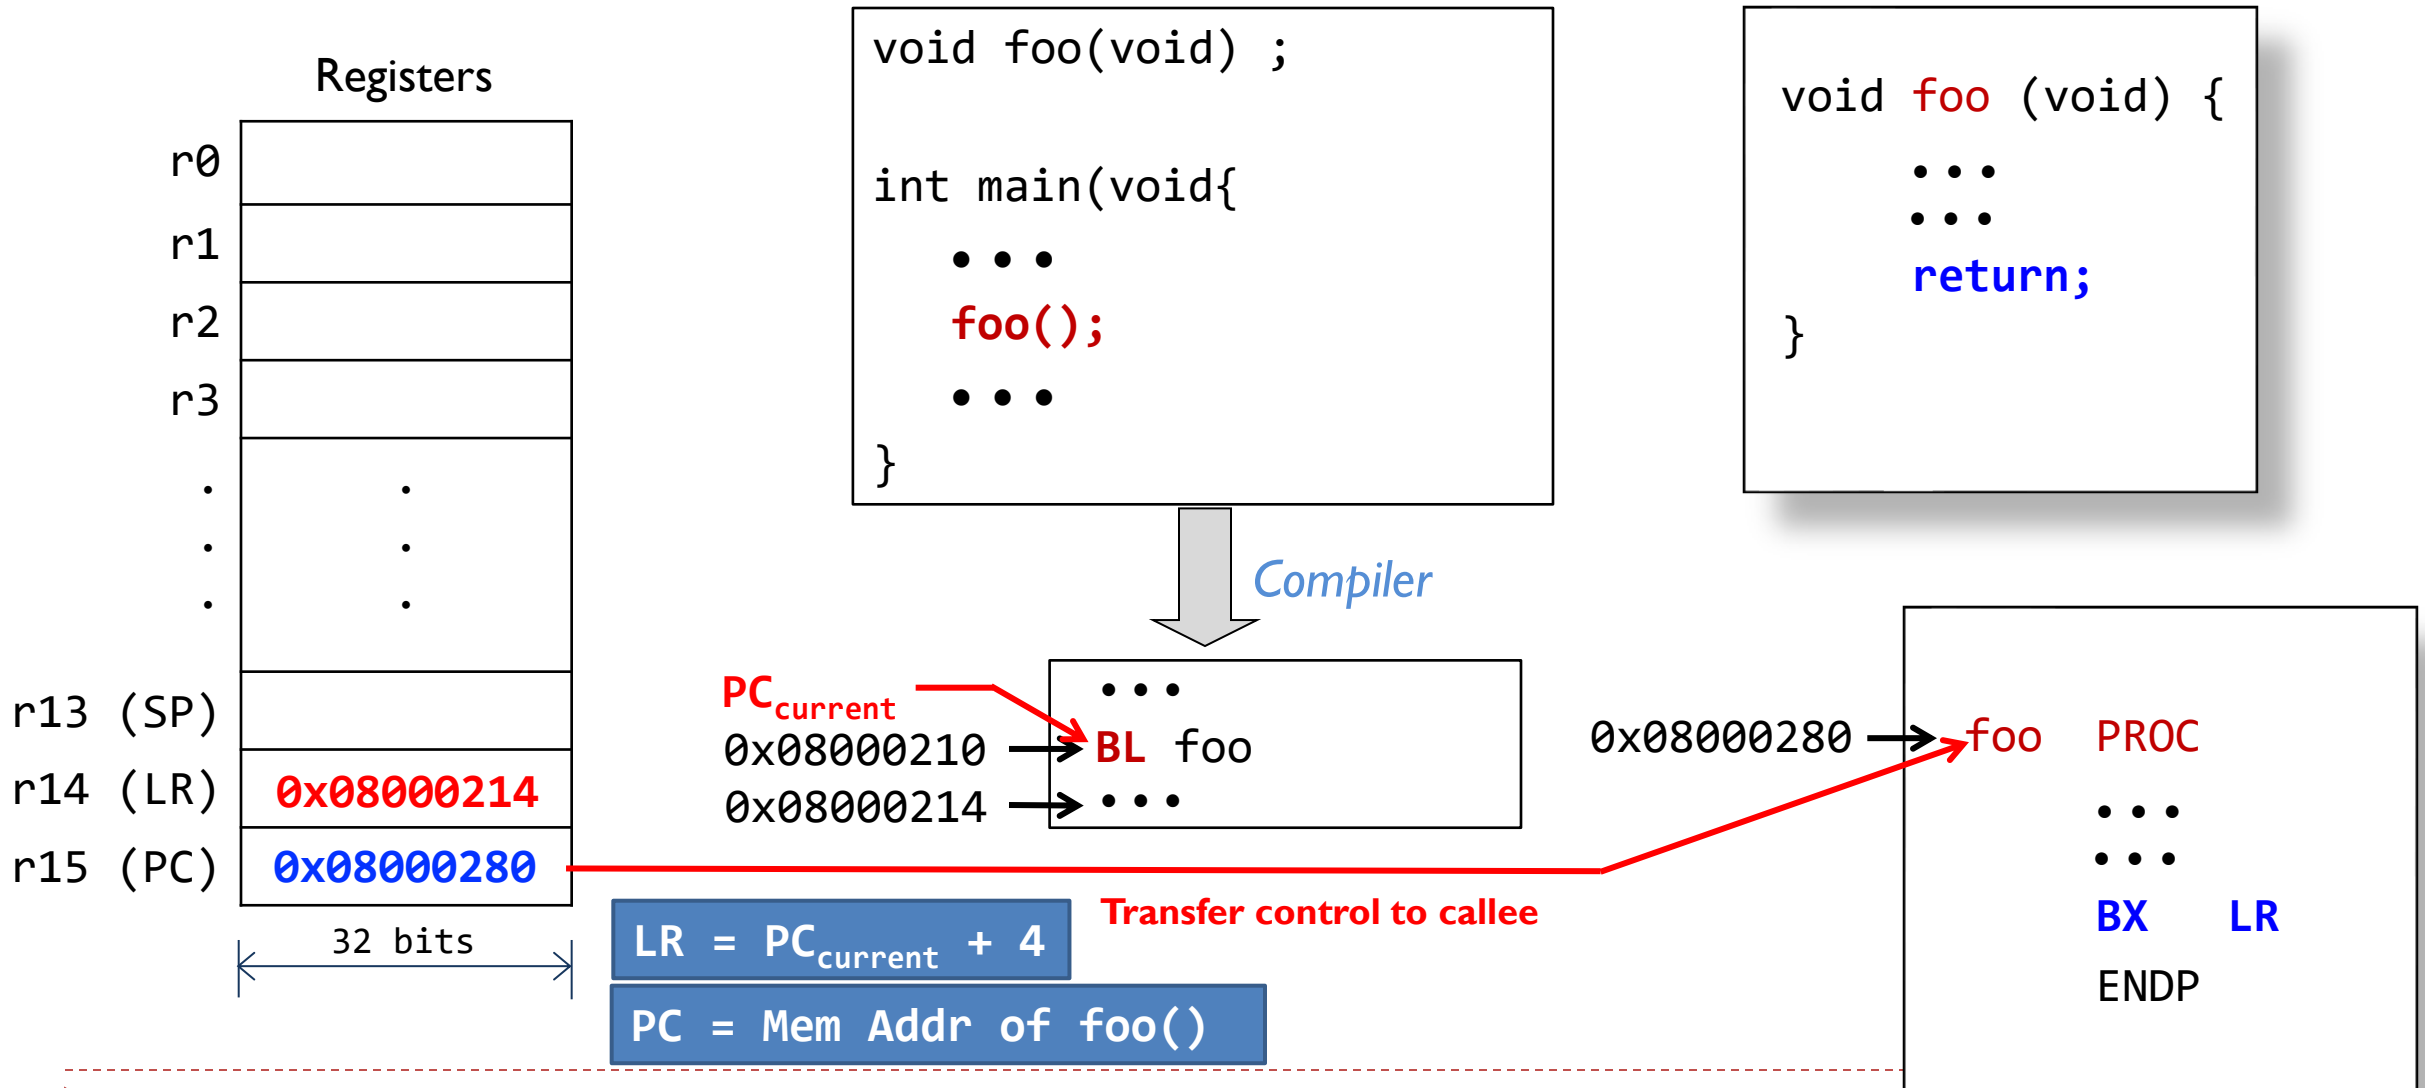 Registers
r0
r1
r2
r3
.
.
.
.
.
.
r13 (SP)
r14 (LR) 0x08000214
r15 (PC) 0x08000280
32 bits
void foo(void) ;
int main(void{
•••
foo();
•••
}
void foo (void) {
•••
•••
return;
}
Compiler
PCcurrent
•••
0x08000210 BL foo
0x08000214 •••
0x08000280 foo PROC
•••
•••
BX LR
ENDP
Transfer control to callee
LR = PCcurrent + 4
PC = Mem Addr of foo()